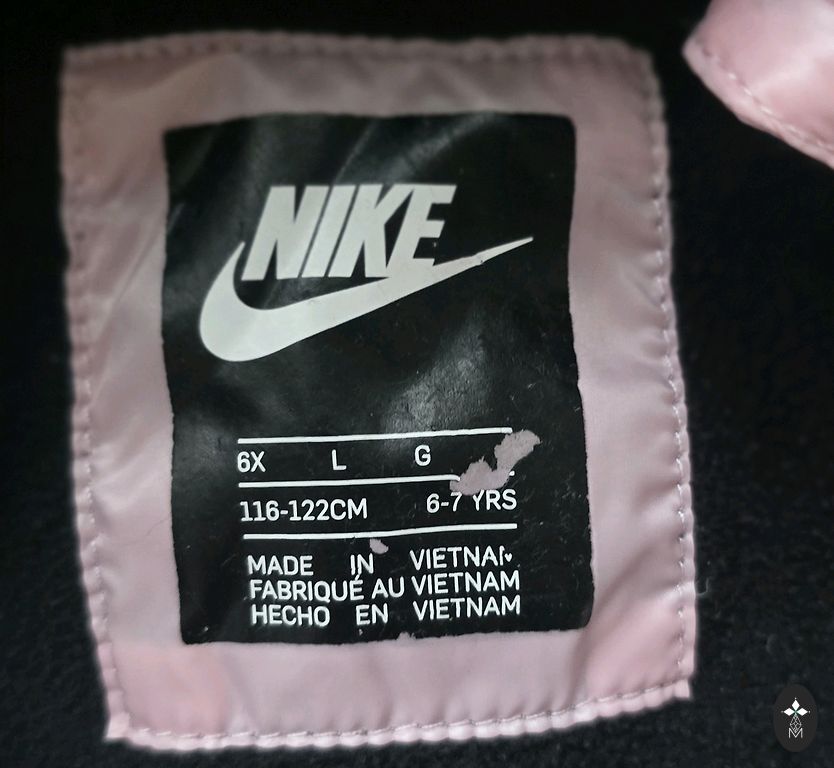 NIKE
6X L G
116-122CM 6-7 YRS
MADE IN VIETNAM
FABRIQUÉ AU VIETNAM
HECHO EN VIETNAM
M